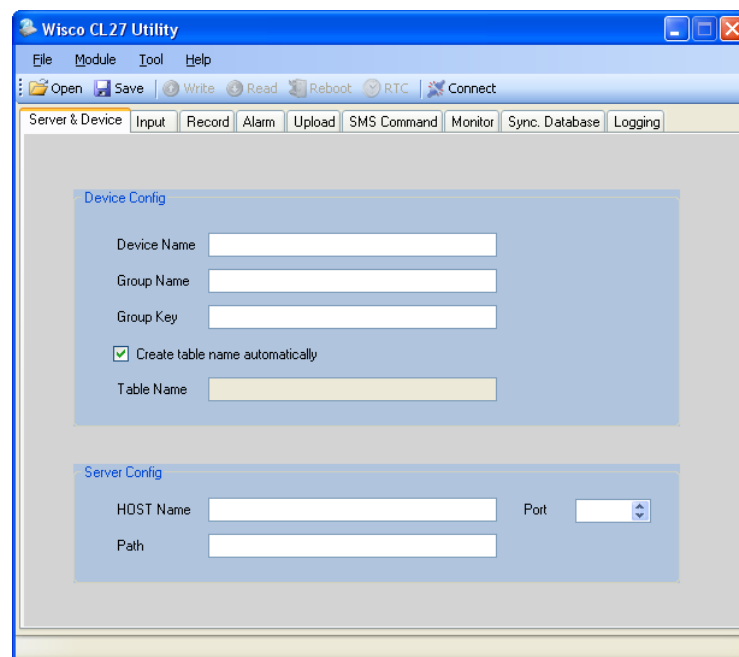 Wisco CL27 Utility
File Module Tool Help
Open Save Write Read Reboot RTC Connect
Server & Device Input Record Alarm Upload SMS Command Monitor Sync. Database Logging
Device Config
Device Name
Group Name
Group Key
Create table name automatically
Table Name
Server Config
HOST Name Port
Path